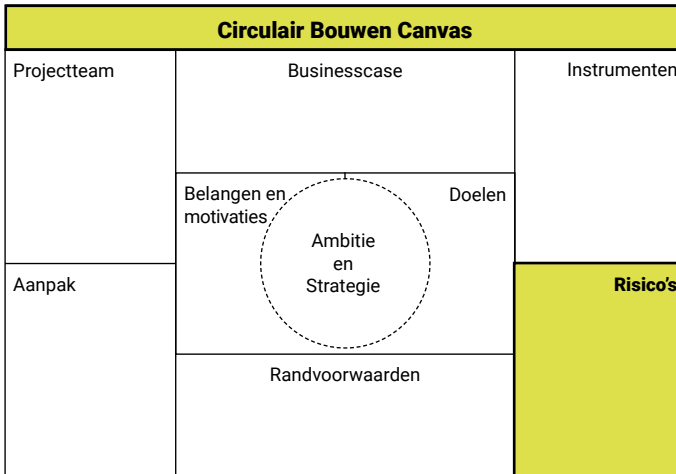 Circulair Bouwen Canvas
Projectteam
Businesscase
Instrumenten
Belangen en
motivaties
Doelen
Ambitie
en
Strategie
Aanpak
Risico's
Randvoorwaarden